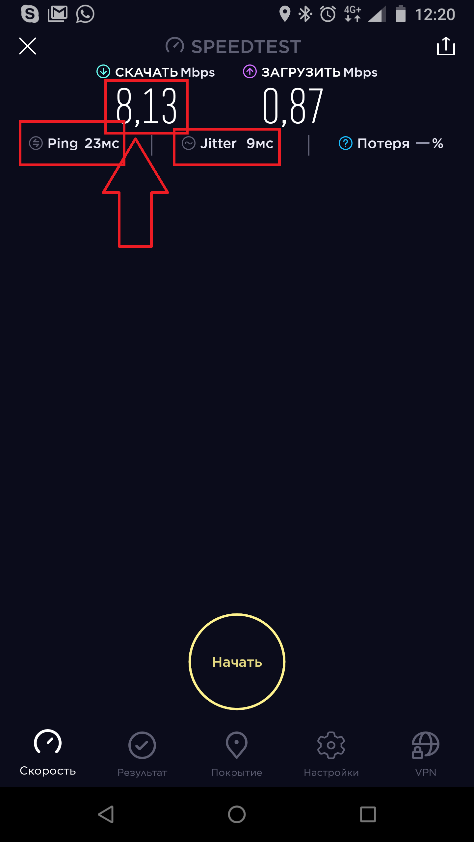 4G+ 12:20
SPEEDTEST
СКАЧАТЬ Mbps ЗАГРУЗИТЬ Mbps
8,13 0,87
Ping 23мс Jitter 9мс ? Потеря —%
Начать
Скорость Результат Покрытие Настройки VPN